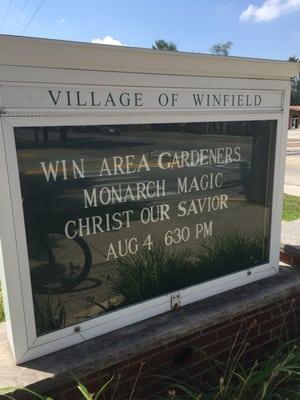 VILLAGE OF WINFIELD
WIN AREA GARDENERS
MONARCH MAGIC
CHRIST OUR SAVIOR
AUG 4 630 PM